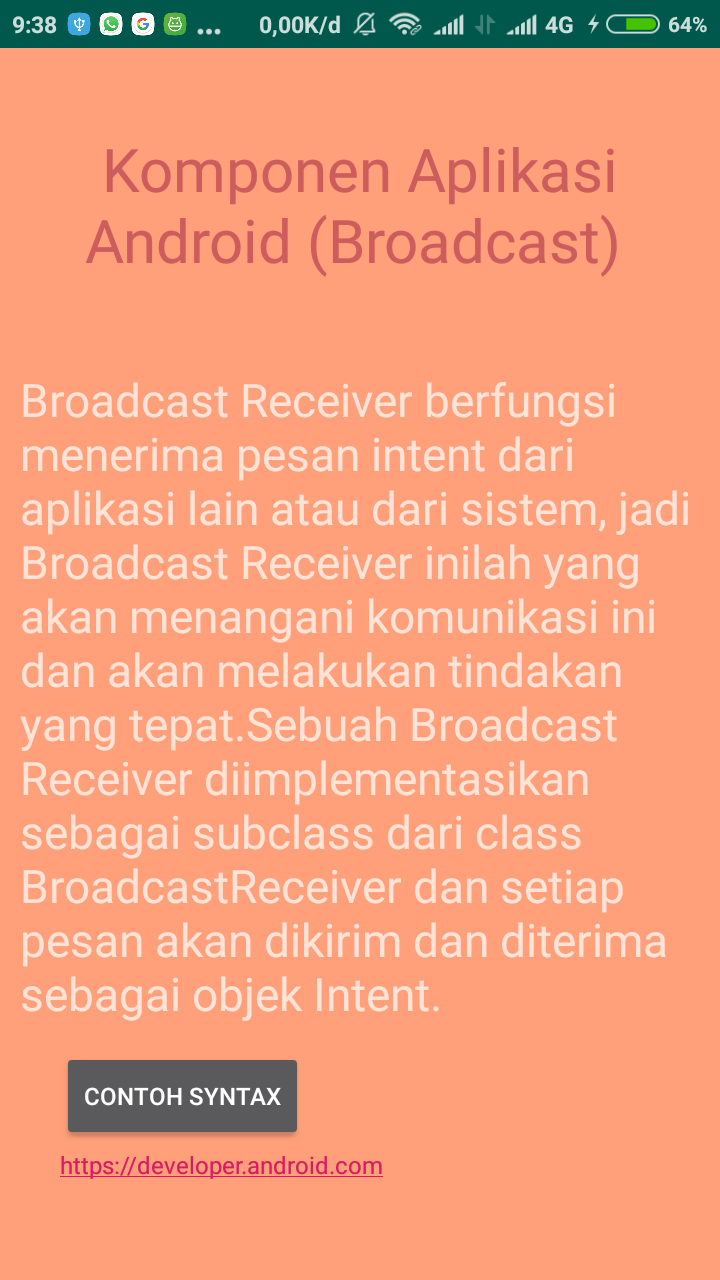 9:38 ... 0,00K/d 4G 64%
Komponen Aplikasi
Android (Broadcast)
Broadcast Receiver berfungsi
menerima pesan intent dari
aplikasi lain atau dari sistem, jadi
Broadcast Receiver inilah yang
akan menangani komunikasi ini
dan akan melakukan tindakan
yang tepat.Sebuah Broadcast
Receiver diimplementasikan
sebagai subclass dari class
BroadcastReceiver dan setiap
pesan akan dikirim dan diterima
sebagai objek Intent.
CONTOH SYNTAX
https://developer.android.com